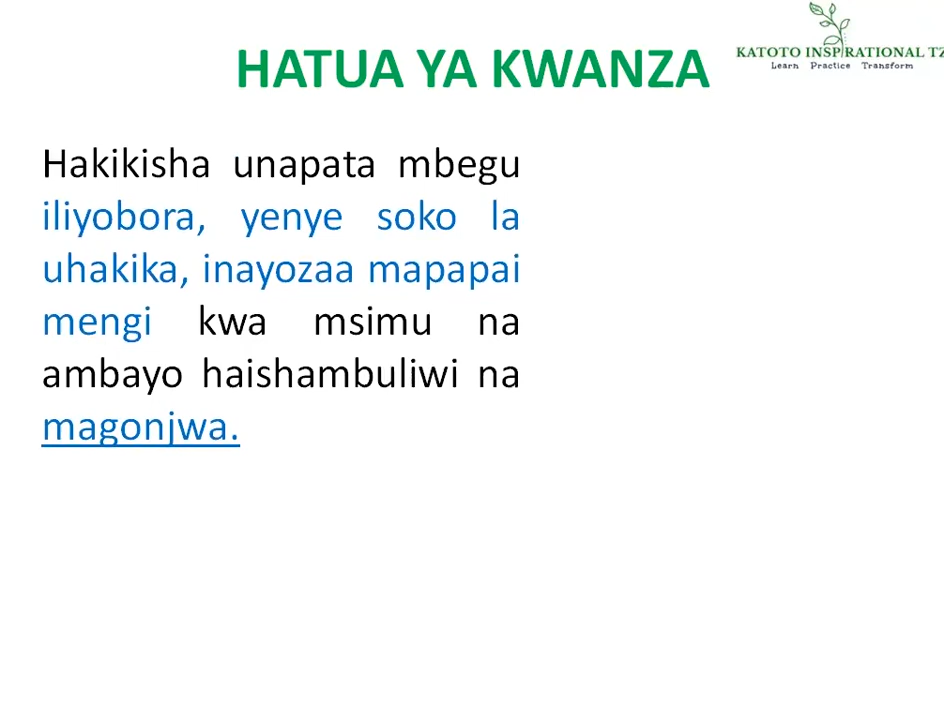 KATOTO INSPIRATIONAL TZ
Learn Practice Transform
HATUA YA KWANZA
Hakikisha unapata mbegu
iliyobora, yenye soko la
uhakika, inayozaa mapapai
mengi kwa msimu na
ambayo haishambuliwi na
magonjwa.